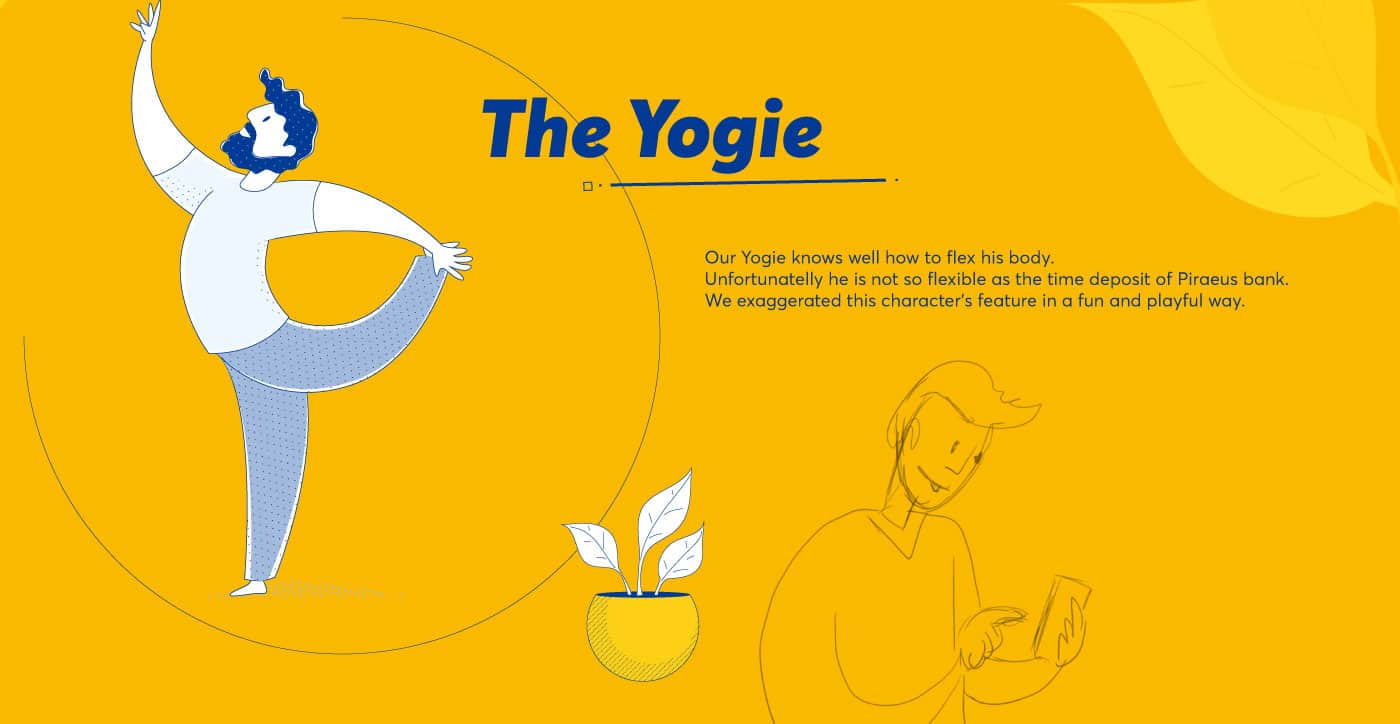 The Yogie
Our Yogie knows well how to flex his body.
Unfortunatelly he is not so flexible as the time deposit of Piraeus bank.
We exaggerated this character's feature in a fun and playful way.